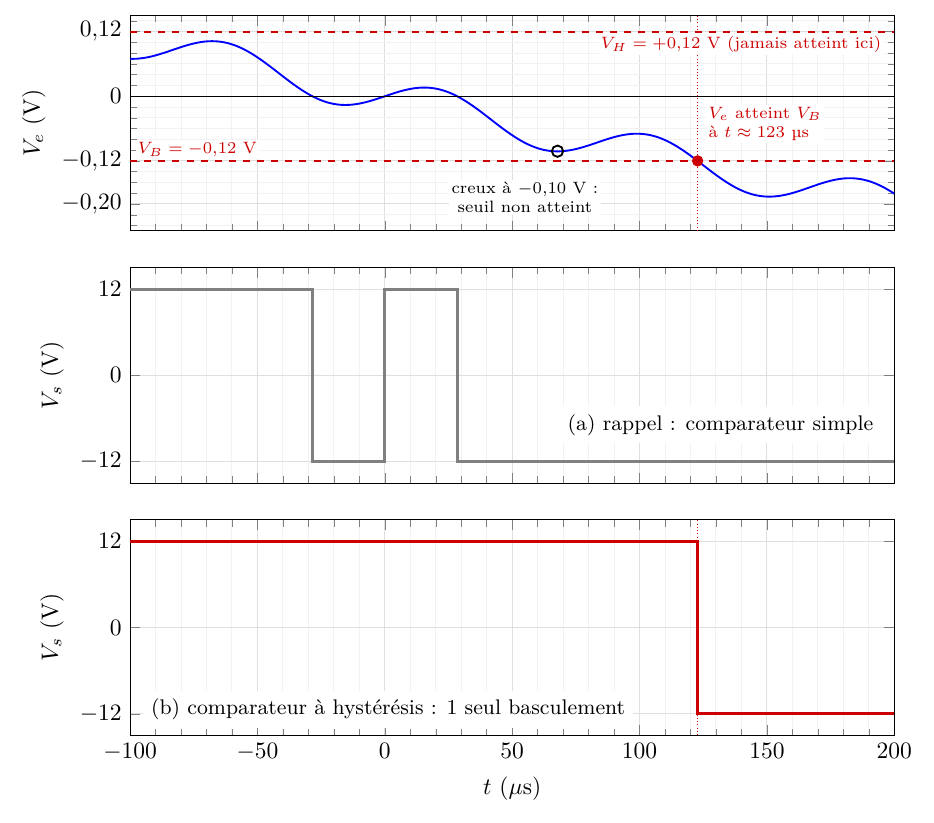 0,12
0
−0,12
−0,20
V_e (V)
V_H = +0,12 V (jamais atteint ici)
V_e atteint V_B
à t ≈ 123 µs
V_B = −0,12 V
creux à −0,10 V :
seuil non atteint
12
0
−12
V_s (V)
(a) rappel : comparateur simple
12
0
−12
V_s (V)
(b) comparateur à hystérésis : 1 seul basculement
−100 −50 0 50 100 150 200
t (µs)